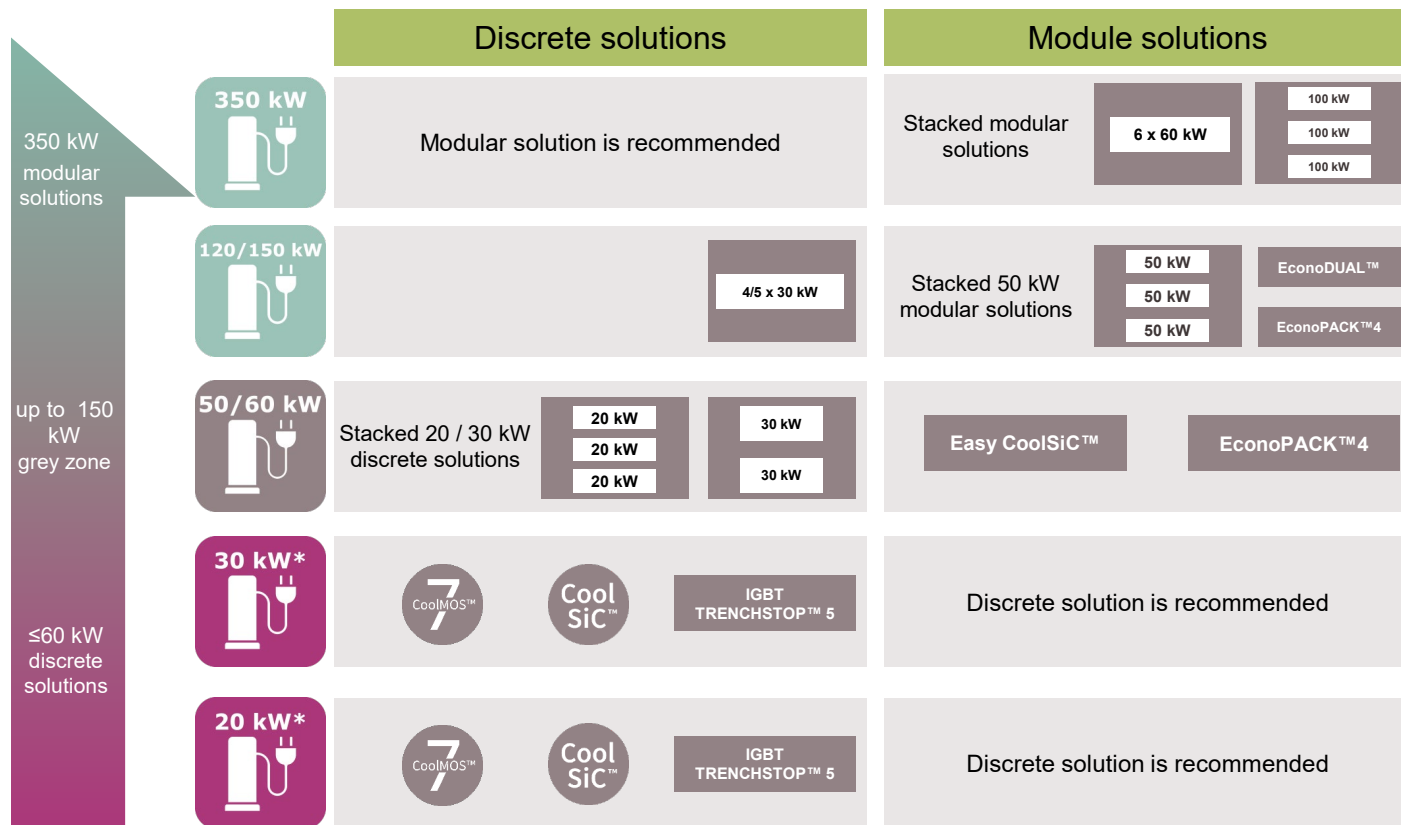 Discrete solutions
Module solutions
350 kW
modular
solutions
350 kW
Modular solution is recommended
Stacked modular
solutions
6 x 60 kW
100 kW
100 kW
100 kW
120/150 kW
4/5 x 30 kW
Stacked 50 kW
modular solutions
50 kW
50 kW
50 kW
EconoDUAL™
EconoPACK™4
up to 150
kW
grey zone
50/60 kW
Stacked 20 / 30 kW
discrete solutions
20 kW
20 kW
20 kW
30 kW
30 kW
Easy CoolSiC™
EconoPACK™4
30 kW*
7
CoolMOS™
Cool
SiC™
IGBT
TRENCHSTOP™ 5
Discrete solution is recommended
≤60 kW
discrete
solutions
20 kW*
7
CoolMOS™
Cool
SiC™
IGBT
TRENCHSTOP™ 5
Discrete solution is recommended